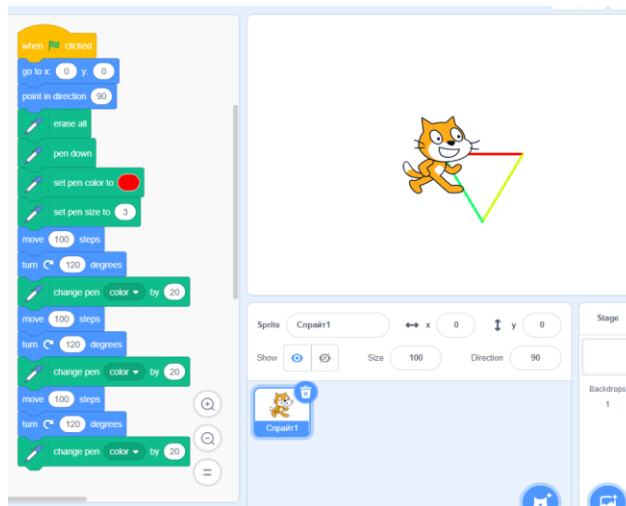 when clicked
go to x: 0 y: 0
point in direction 90
erase all
pen down
set pen color to
set pen size to 3
move 100 steps
turn 120 degrees
change pen color by 20
move 100 steps
turn 120 degrees
change pen color by 20
move 100 steps
turn 120 degrees
change pen color by 20
Sprite Спрайт1 x 0 y 0
Show Size 100 Direction 90
Спрайт1
Stage
Backdrops
1